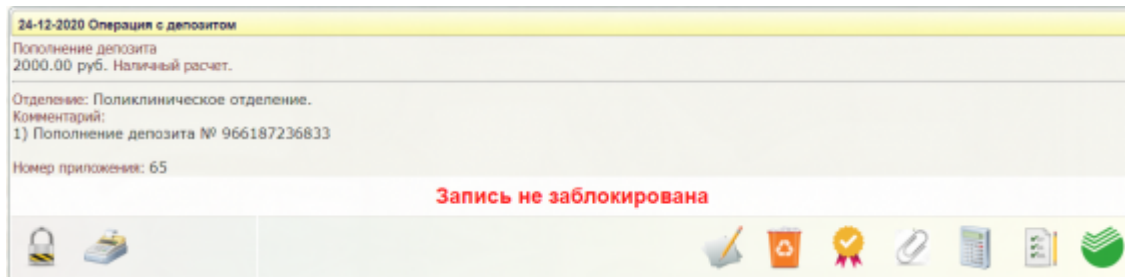 24-12-2020 Операция с депозитом
Пополнение депозита
2000.00 руб. Наличный расчет.
Отделение: Поликлиническое отделение.
Комментарий:
1) Пополнение депозита № 966187236833
Номер приложения: 65
Запись не заблокирована